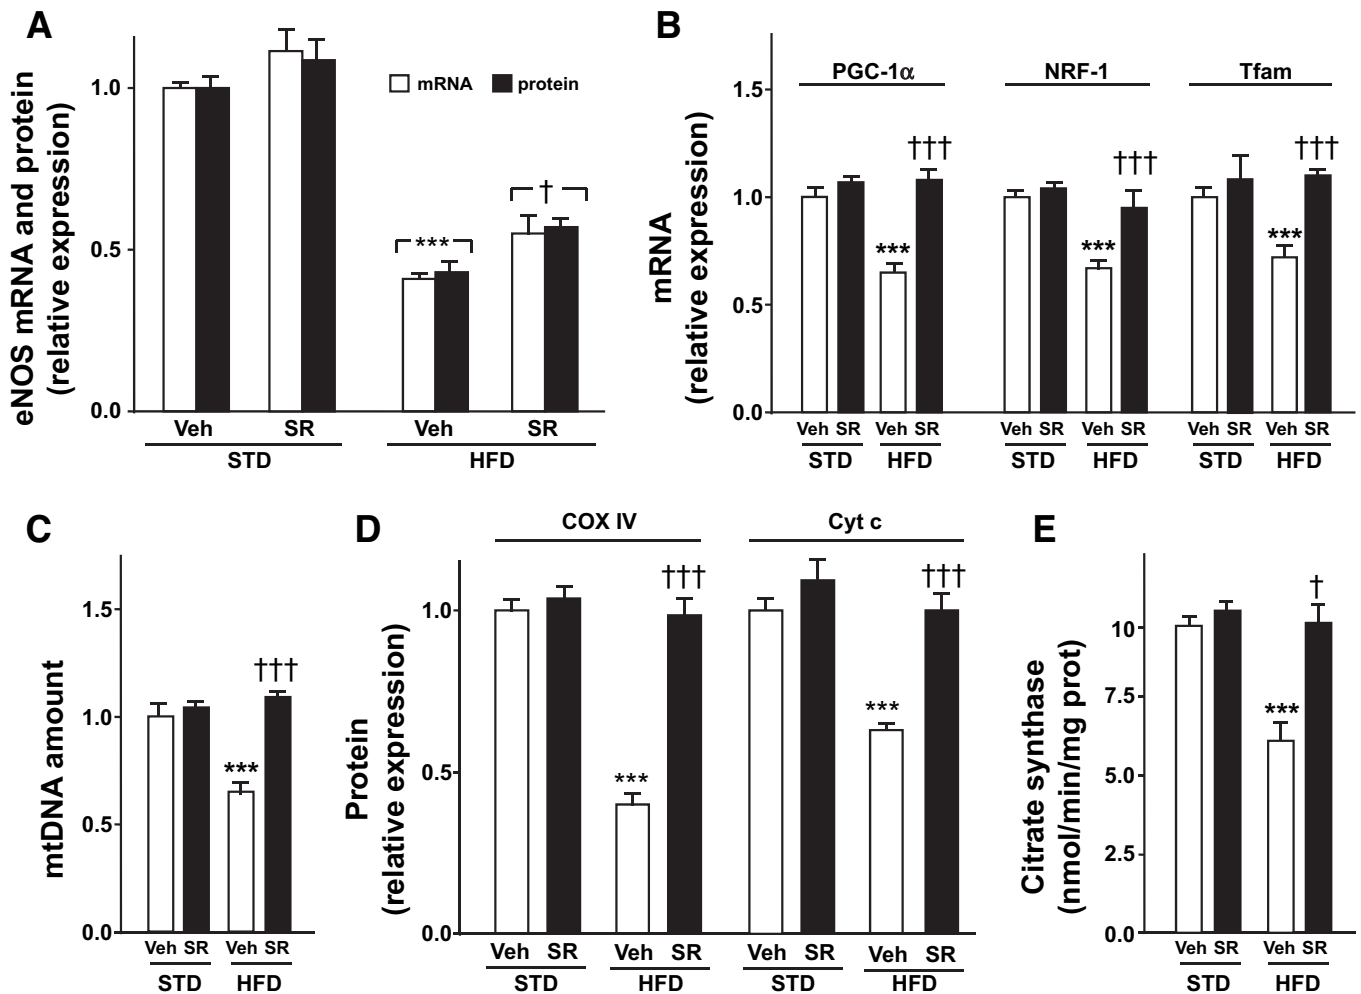 A
eNOS mRNA and protein
(relative expression)
1.0
0.5
0.0
mRNA protein
***
†
Veh SR Veh SR
STD HFD
B
mRNA
(relative expression)
PGC-1α NRF-1 Tfam
1.5
1.0
0.5
0.0
*** ††† *** ††† *** †††
Veh SR Veh SR Veh SR Veh SR Veh SR Veh SR
STD HFD STD HFD STD HFD
C
mtDNA amount
1.5
1.0
0.5
0.0
*** †††
Veh SR Veh SR
STD HFD
D
Protein
(relative expression)
COX IV Cyt c
1.0
0.5
0.0
*** ††† *** †††
Veh SR Veh SR Veh SR Veh SR
STD HFD STD HFD
E
Citrate synthase
(nmol/min/mg prot)
10
7.5
5.0
2.5
0.0
*** †
Veh SR Veh SR
STD HFD